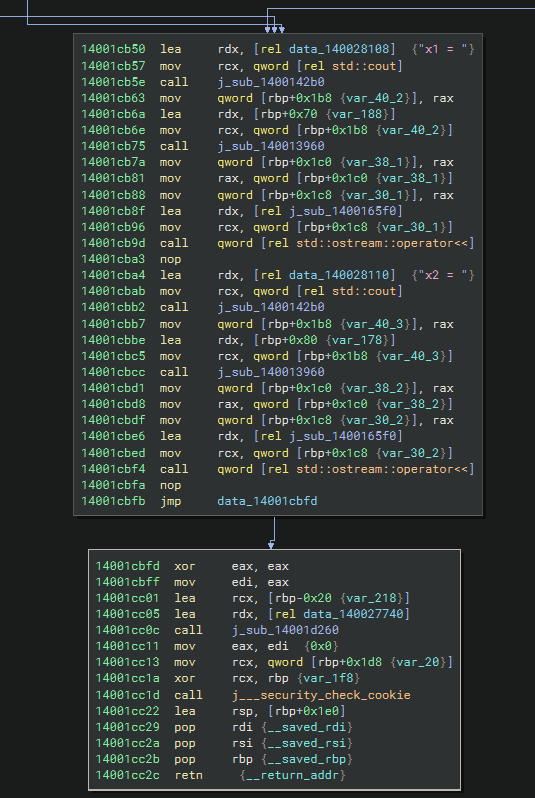 14001cb50 lea rdx, [rel data_140028108] {"x1 = "}
14001cb57 mov rcx, qword [rel std::cout]
14001cb5e call j_sub_1400142b0
14001cb63 mov qword [rbp+0x1b8 {var_40_2}], rax
14001cb6a lea rdx, [rbp+0x70 {var_188}]
14001cb6e mov rcx, qword [rbp+0x1b8 {var_40_2}]
14001cb75 call j_sub_140013960
14001cb7a mov qword [rbp+0x1c0 {var_38_1}], rax
14001cb81 mov rax, qword [rbp+0x1c0 {var_38_1}]
14001cb88 mov qword [rbp+0x1c8 {var_30_1}], rax
14001cb8f lea rdx, [rel j_sub_1400165f0]
14001cb96 mov rcx, qword [rbp+0x1c8 {var_30_1}]
14001cb9d call qword [rel std::ostream::operator<<]
14001cba3 nop
14001cba4 lea rdx, [rel data_140028110] {"x2 = "}
14001cbab mov rcx, qword [rel std::cout]
14001cbb2 call j_sub_1400142b0
14001cbb7 mov qword [rbp+0x1b8 {var_40_3}], rax
14001cbbe lea rdx, [rbp+0x80 {var_178}]
14001cbc5 mov rcx, qword [rbp+0x1b8 {var_40_3}]
14001cbcc call j_sub_140013960
14001cbd1 mov qword [rbp+0x1c0 {var_38_2}], rax
14001cbd8 mov rax, qword [rbp+0x1c0 {var_38_2}]
14001cbdf mov qword [rbp+0x1c8 {var_30_2}], rax
14001cbe6 lea rdx, [rel j_sub_1400165f0]
14001cbed mov rcx, qword [rbp+0x1c8 {var_30_2}]
14001cbf4 call qword [rel std::ostream::operator<<]
14001cbfa nop
14001cbfb jmp data_14001cbfd
14001cbfd xor eax, eax
14001cbff mov edi, eax
14001cc01 lea rcx, [rbp-0x20 {var_218}]
14001cc05 lea rdx, [rel data_140027740]
14001cc0c call j_sub_14001d260
14001cc11 mov eax, edi {0x0}
14001cc13 mov rcx, qword [rbp+0x1d8 {var_20}]
14001cc1a xor rcx, rbp {var_1f8}
14001cc1d call j___security_check_cookie
14001cc22 lea rsp, [rbp+0x1e0]
14001cc29 pop rdi {__saved_rdi}
14001cc2a pop rsi {__saved_rsi}
14001cc2b pop rbp {__saved_rbp}
14001cc2c retn {__return_addr}